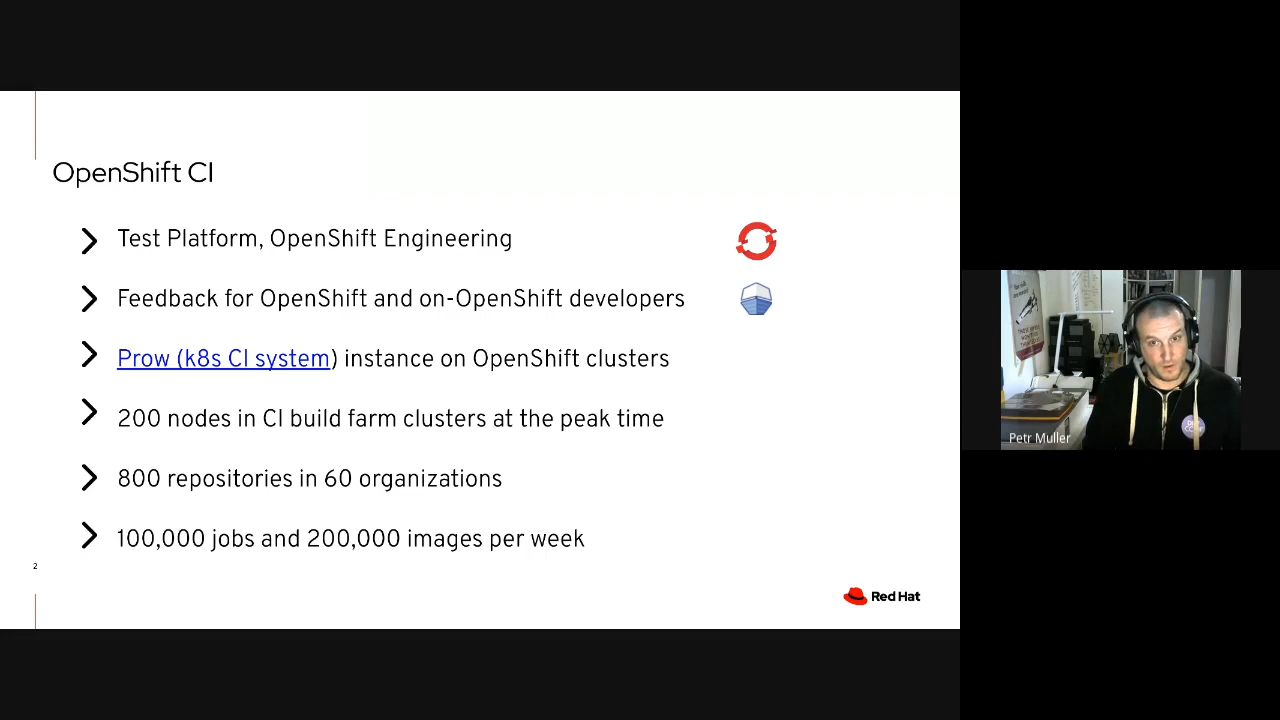 OpenShift CI
Test Platform, OpenShift Engineering
Feedback for OpenShift and on-OpenShift developers
Prow (k8s CI system) instance on OpenShift clusters
200 nodes in CI build farm clusters at the peak time
800 repositories in 60 organizations
100,000 jobs and 200,000 images per week
2
Red Hat
Petr Muller